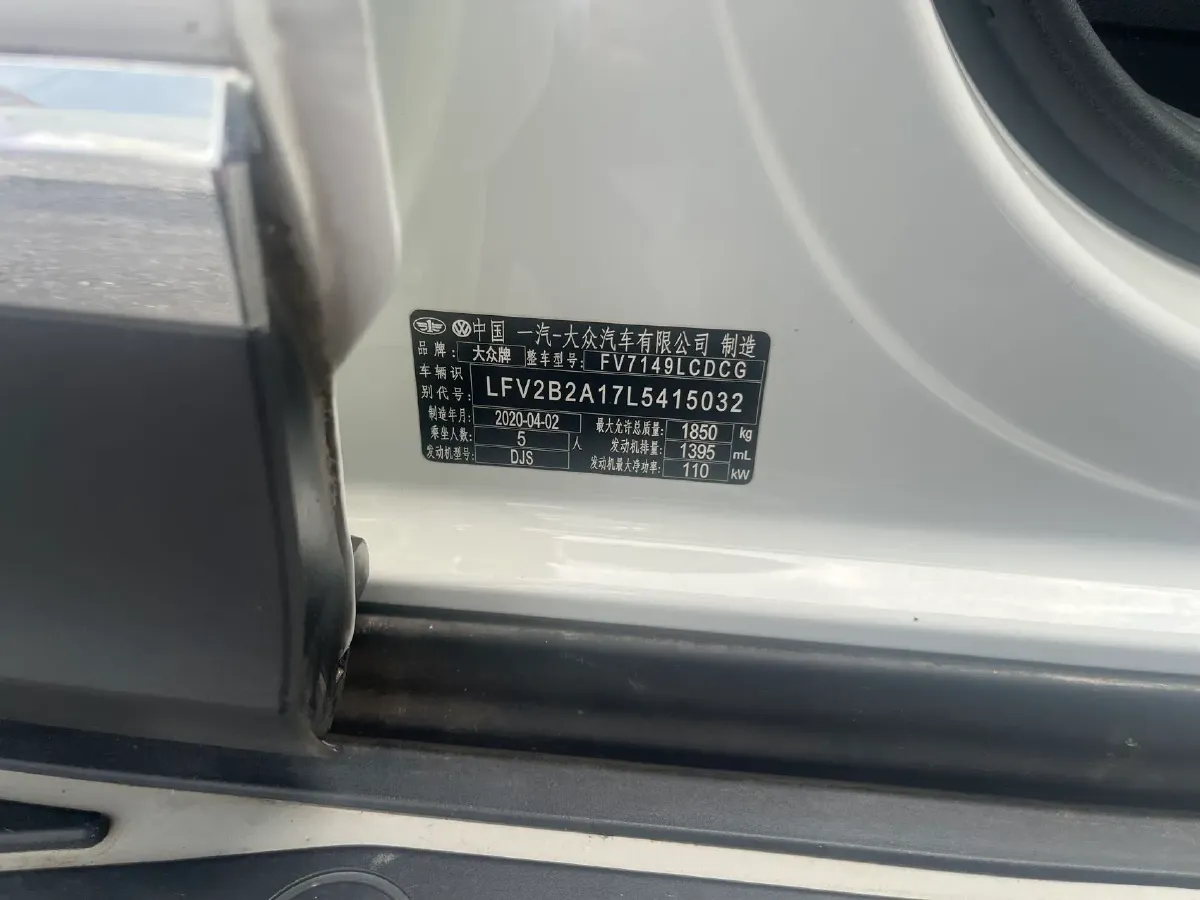 中国 一汽-大众汽车有限公司 制造
品牌: 大众牌 整车型号: FV7149LCDCG
车辆识
别代号: LFV2B2A17L5415032
制造年月: 2020-04-02 最大允许总质量: 1850 kg
乘坐人数: 5 人 发动机排量: 1395 mL
发动机型号: DJS 发动机最大净功率: 110 kW